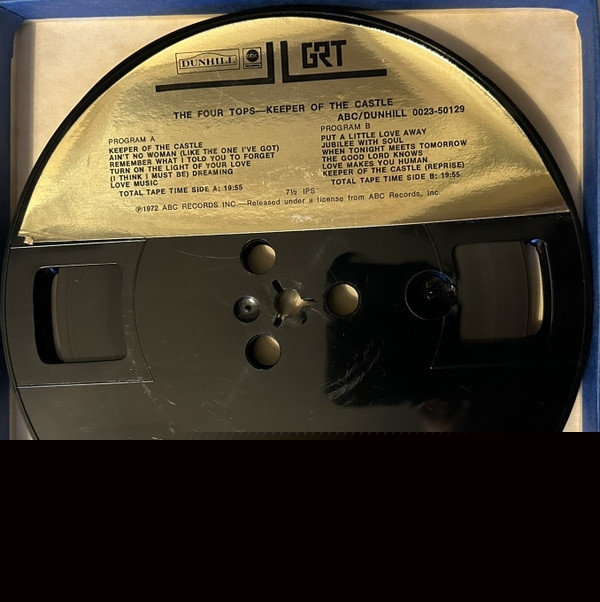 DUNHILL abc GRT
THE FOUR TOPS—KEEPER OF THE CASTLE
ABC/DUNHILL 0023-50129
PROGRAM A
KEEPER OF THE CASTLE
AIN'T NO WOMAN (LIKE THE ONE I'VE GOT)
REMEMBER WHAT I TOLD YOU TO FORGET
TURN ON THE LIGHT OF YOUR LOVE
(I THINK I MUST BE) DREAMING
LOVE MUSIC
TOTAL TAPE TIME SIDE A: 19:55
PROGRAM B
PUT A LITTLE LOVE AWAY
JUBILEE WITH SOUL
WHEN TONIGHT MEETS TOMORROW
THE GOOD LORD KNOWS
LOVE MAKES YOU HUMAN
KEEPER OF THE CASTLE (REPRISE)
TOTAL TAPE TIME SIDE B: 19:55
7½ IPS
℗1972 ABC RECORDS INC.—Released under a license from ABC Records, Inc.